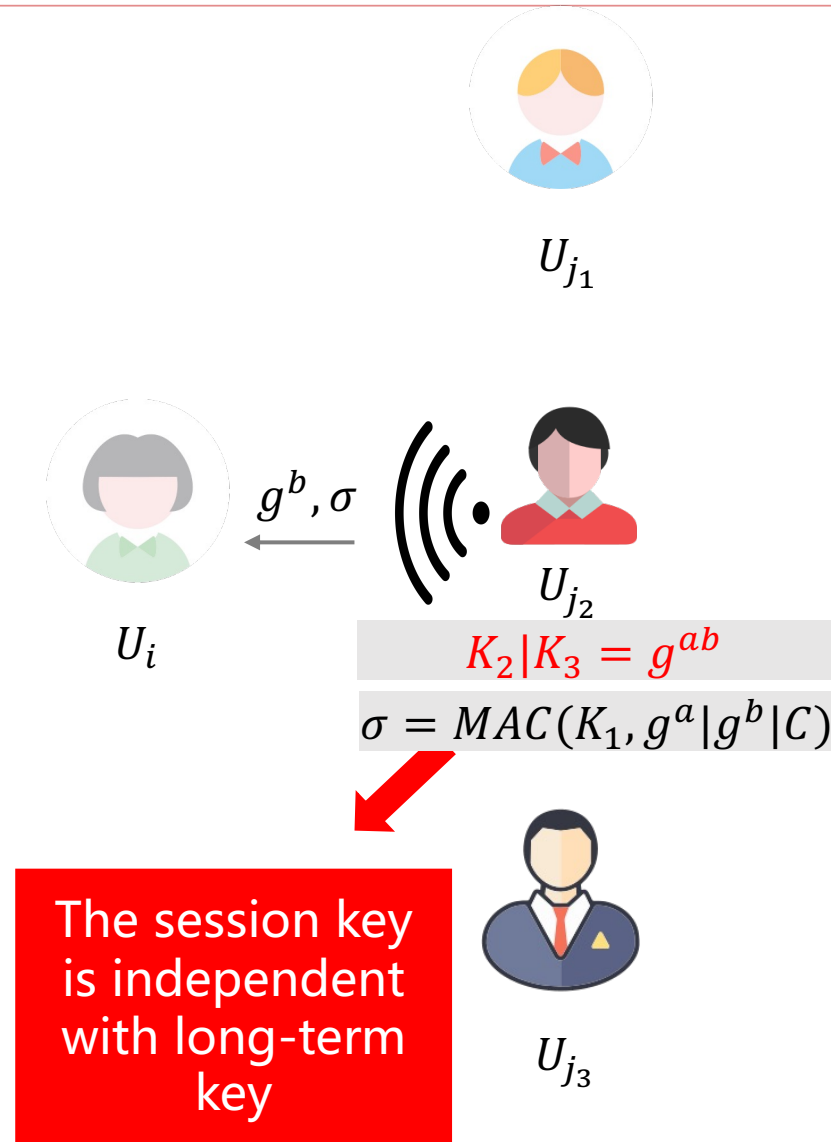 U_{j_1}
g^b, σ
U_{j_2}
U_i
K_2|K_3 = g^{ab}
σ = MAC(K_1, g^a|g^b|C)
The session key
is independent
with long-term
key
U_{j_3}